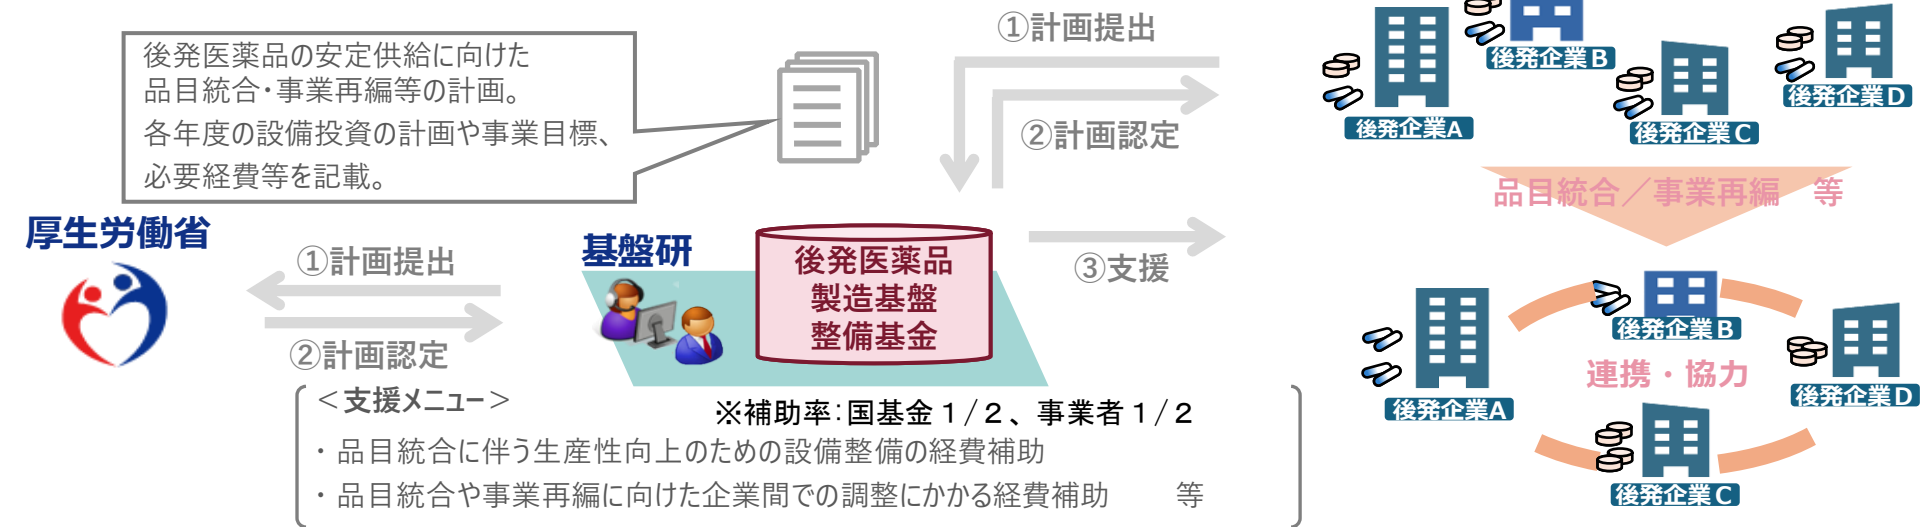 後発医薬品の安定供給に向けた
品目統合・事業再編等の計画。
各年度の設備投資の計画や事業目標、
必要経費等を記載。
①計画提出
②計画認定
厚生労働省
①計画提出
②計画認定
基盤研
後発医薬品
製造基盤
整備基金
③支援
＜支援メニュー＞
※補助率：国基金１/２、事業者１/２
・ 品目統合に伴う生産性向上のための設備整備の経費補助
・ 品目統合や事業再編に向けた企業間での調整にかかる経費補助　　等
後発企業A
後発企業B
後発企業C
後発企業D
品目統合／事業再編　等
後発企業A
後発企業B
連携・協力
後発企業D
後発企業C